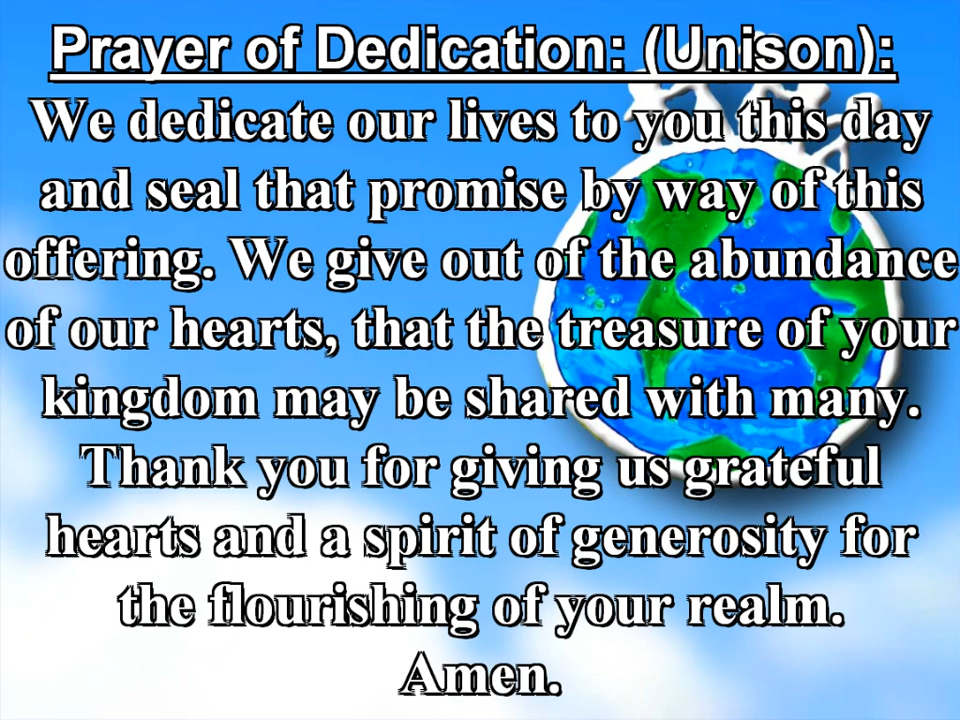 Prayer of Dedication: (Unison):
We dedicate our lives to you this day
and seal that promise by way of this
offering. We give out of the abundance
of our hearts, that the treasure of your
kingdom may be shared with many.
Thank you for giving us grateful
hearts and a spirit of generosity for
the flourishing of your realm.
Amen.